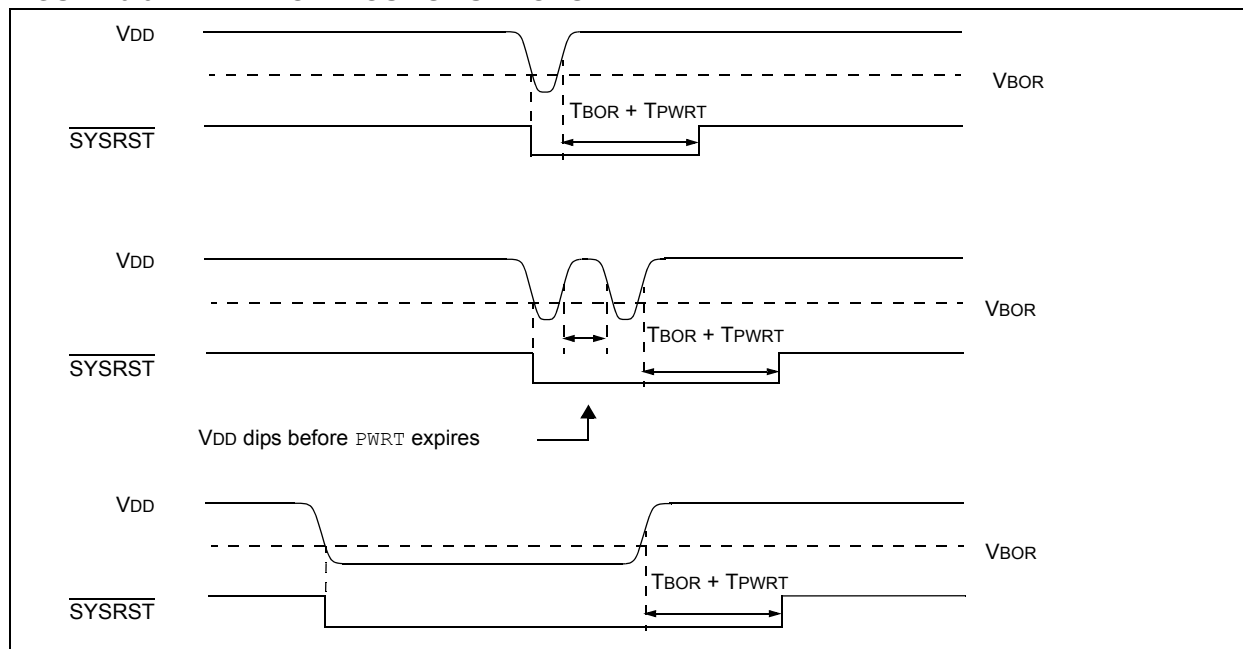 VDD
VBOR
TBOR + TPWRT
SYSRST
VDD
VBOR
TBOR + TPWRT
SYSRST
VDD dips before PWRT expires
VDD
VBOR
TBOR + TPWRT
SYSRST